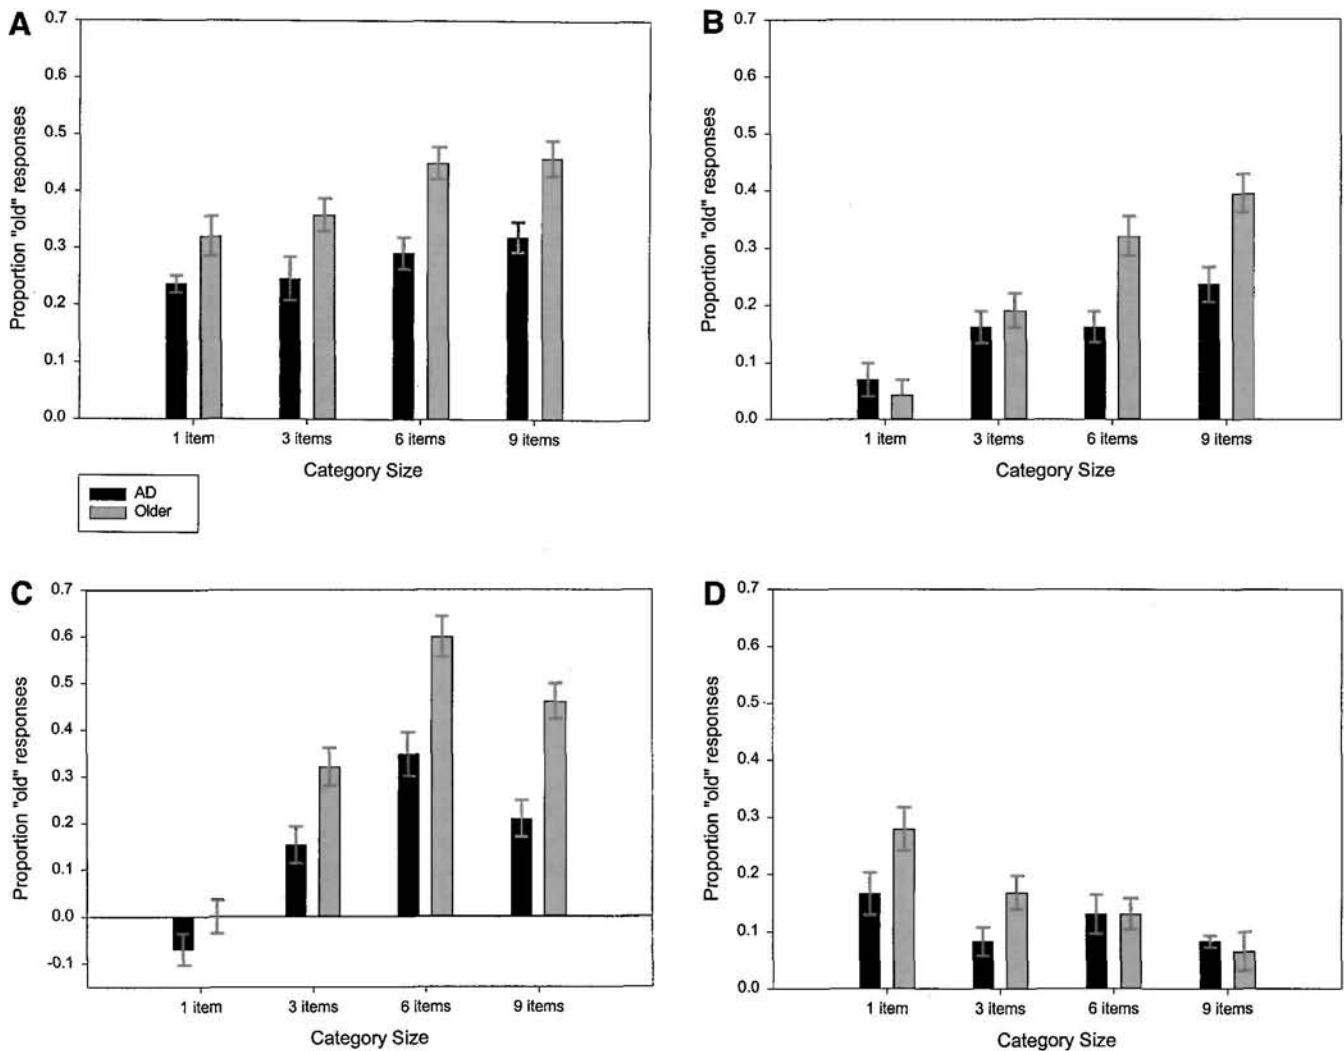 A
Proportion "old" responses
0.7
0.6
0.5
0.4
0.3
0.2
0.1
0.0
1 item 3 items 6 items 9 items
Category Size
B
Proportion "old" responses
0.7
0.6
0.5
0.4
0.3
0.2
0.1
0.0
1 item 3 items 6 items 9 items
Category Size
AD
Older
C
Proportion "old" responses
0.7
0.6
0.5
0.4
0.3
0.2
0.1
0.0
-0.1
1 item 3 items 6 items 9 items
Category Size
D
Proportion "old" responses
0.7
0.6
0.5
0.4
0.3
0.2
0.1
0.0
1 item 3 items 6 items 9 items
Category Size